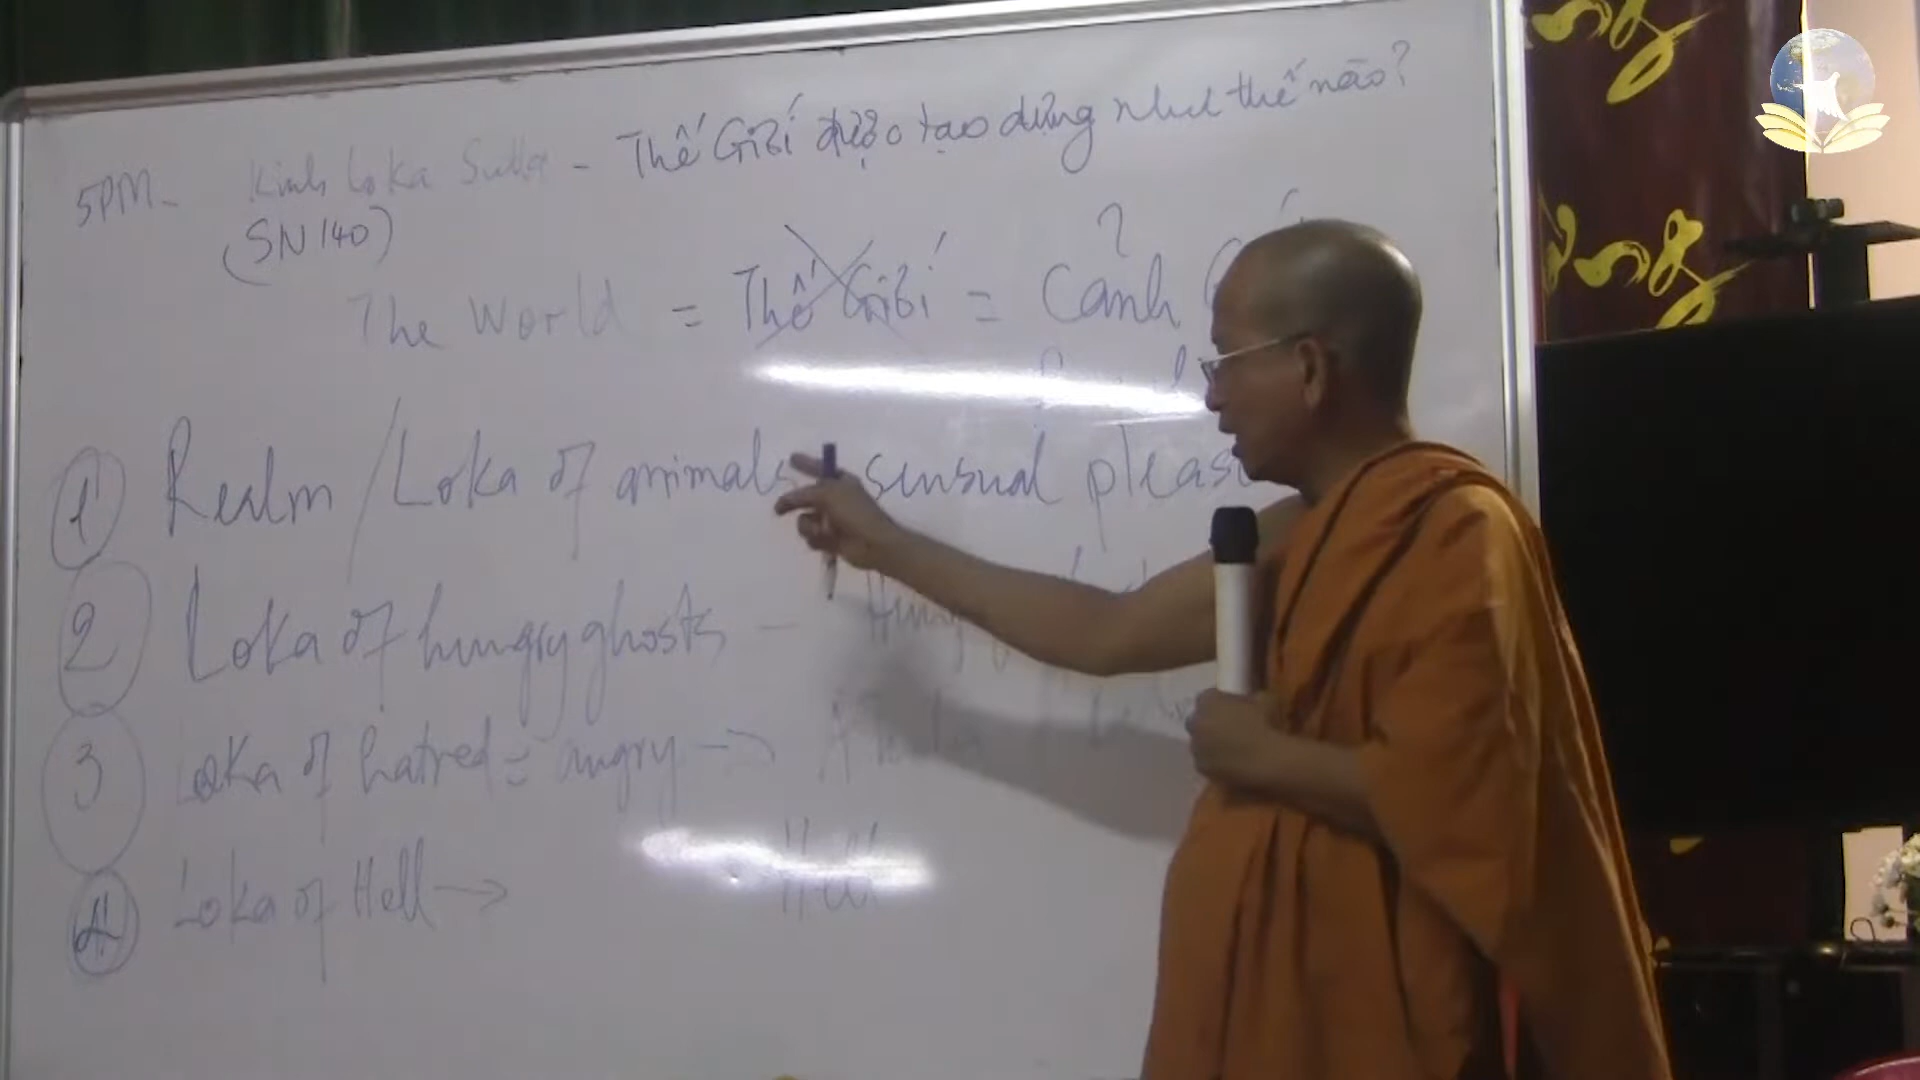 5PM - Kinh Loka Sutta - Thế Giới được tạo dựng như thế nào?
(SN 140)
The World = Thế Giới = Cảnh
① Realm / Loka of animals sensual pleas
② Loka of hungry ghosts -
③ Loka of hatred = angry →
④ Loka of Hell → Hell